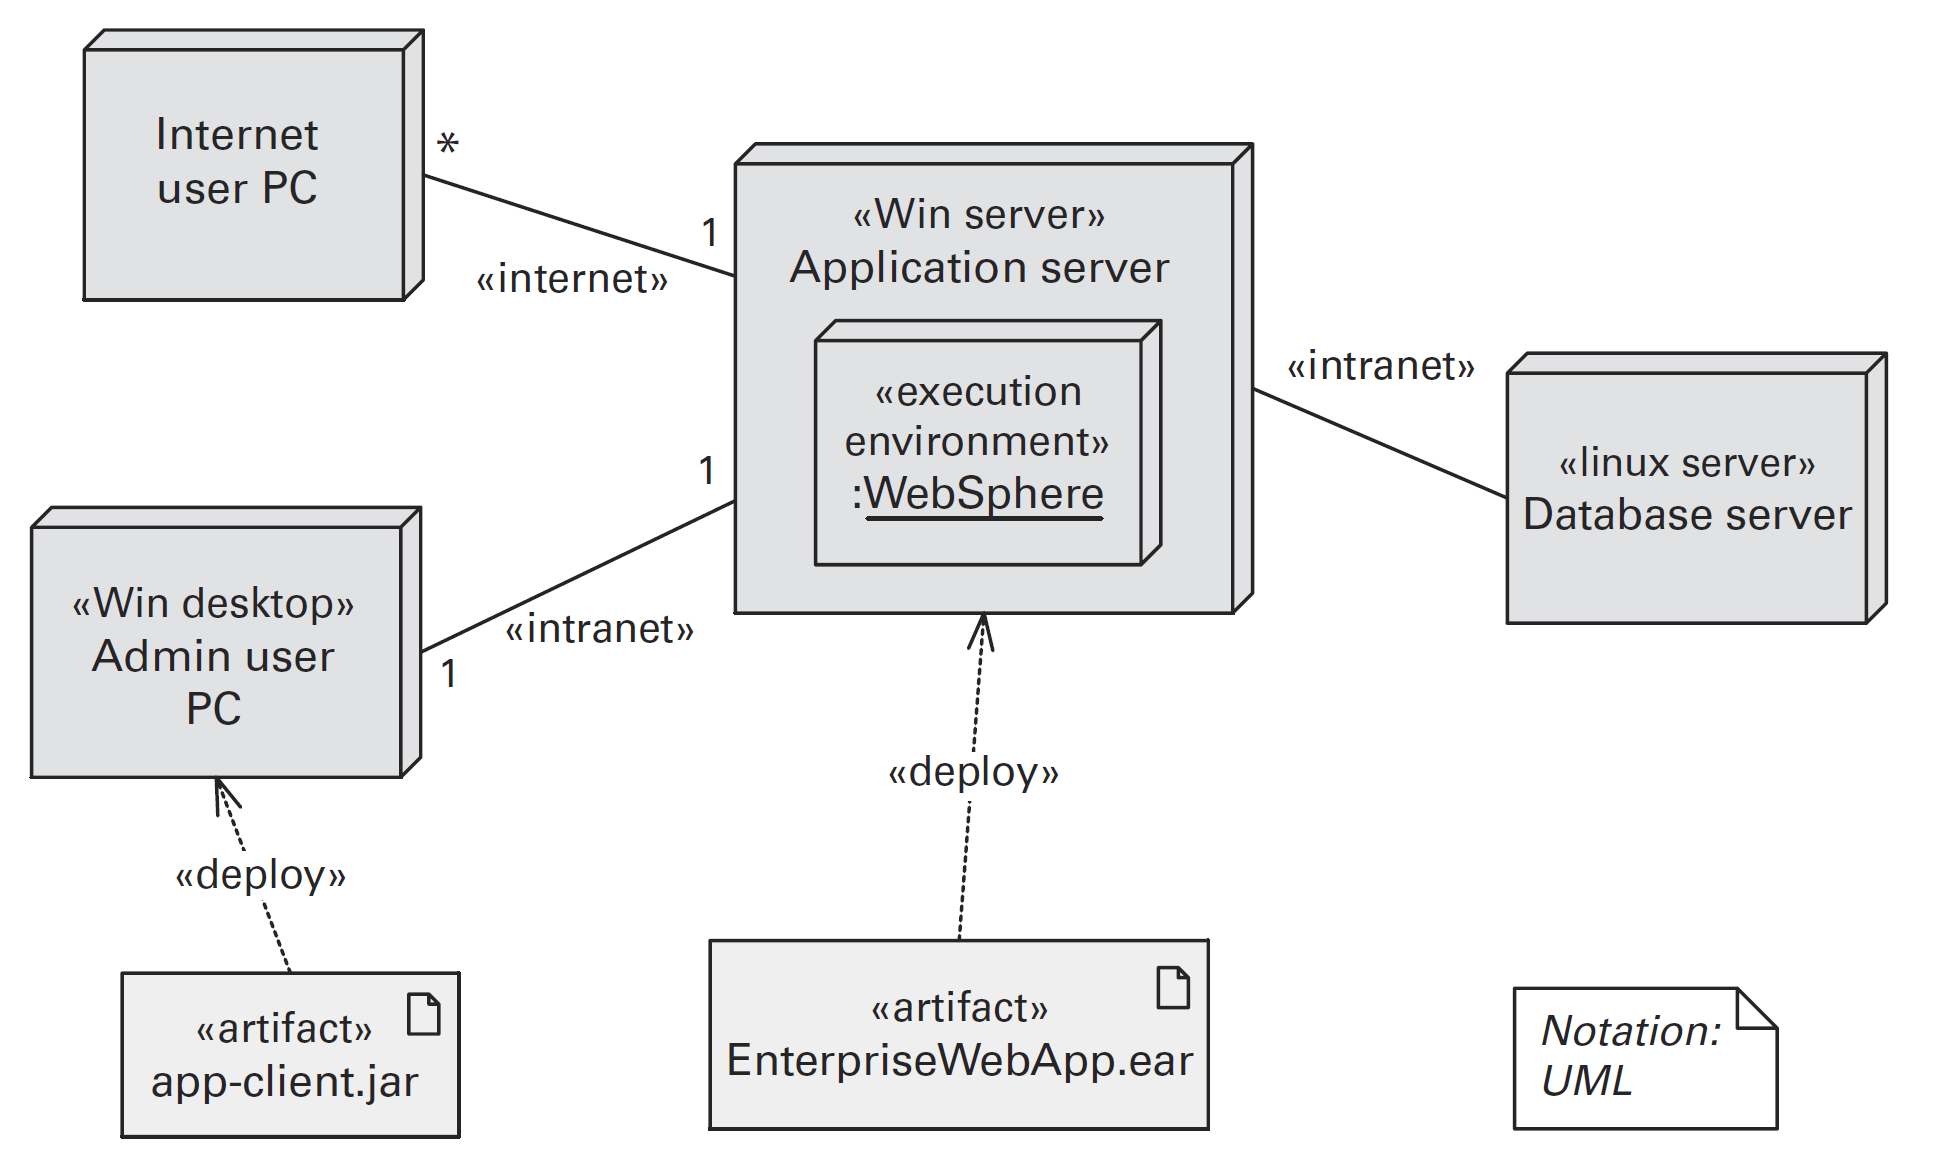 Internet
user PC
*
1
«internet»
«Win server»
Application server
«execution
environment»
:WebSphere
«intranet»
«linux server»
Database server
«Win desktop»
Admin user
PC
1
1
«intranet»
«deploy»
«deploy»
«artifact»
app-client.jar
«artifact»
EnterpriseWebApp.ear
Notation:
UML